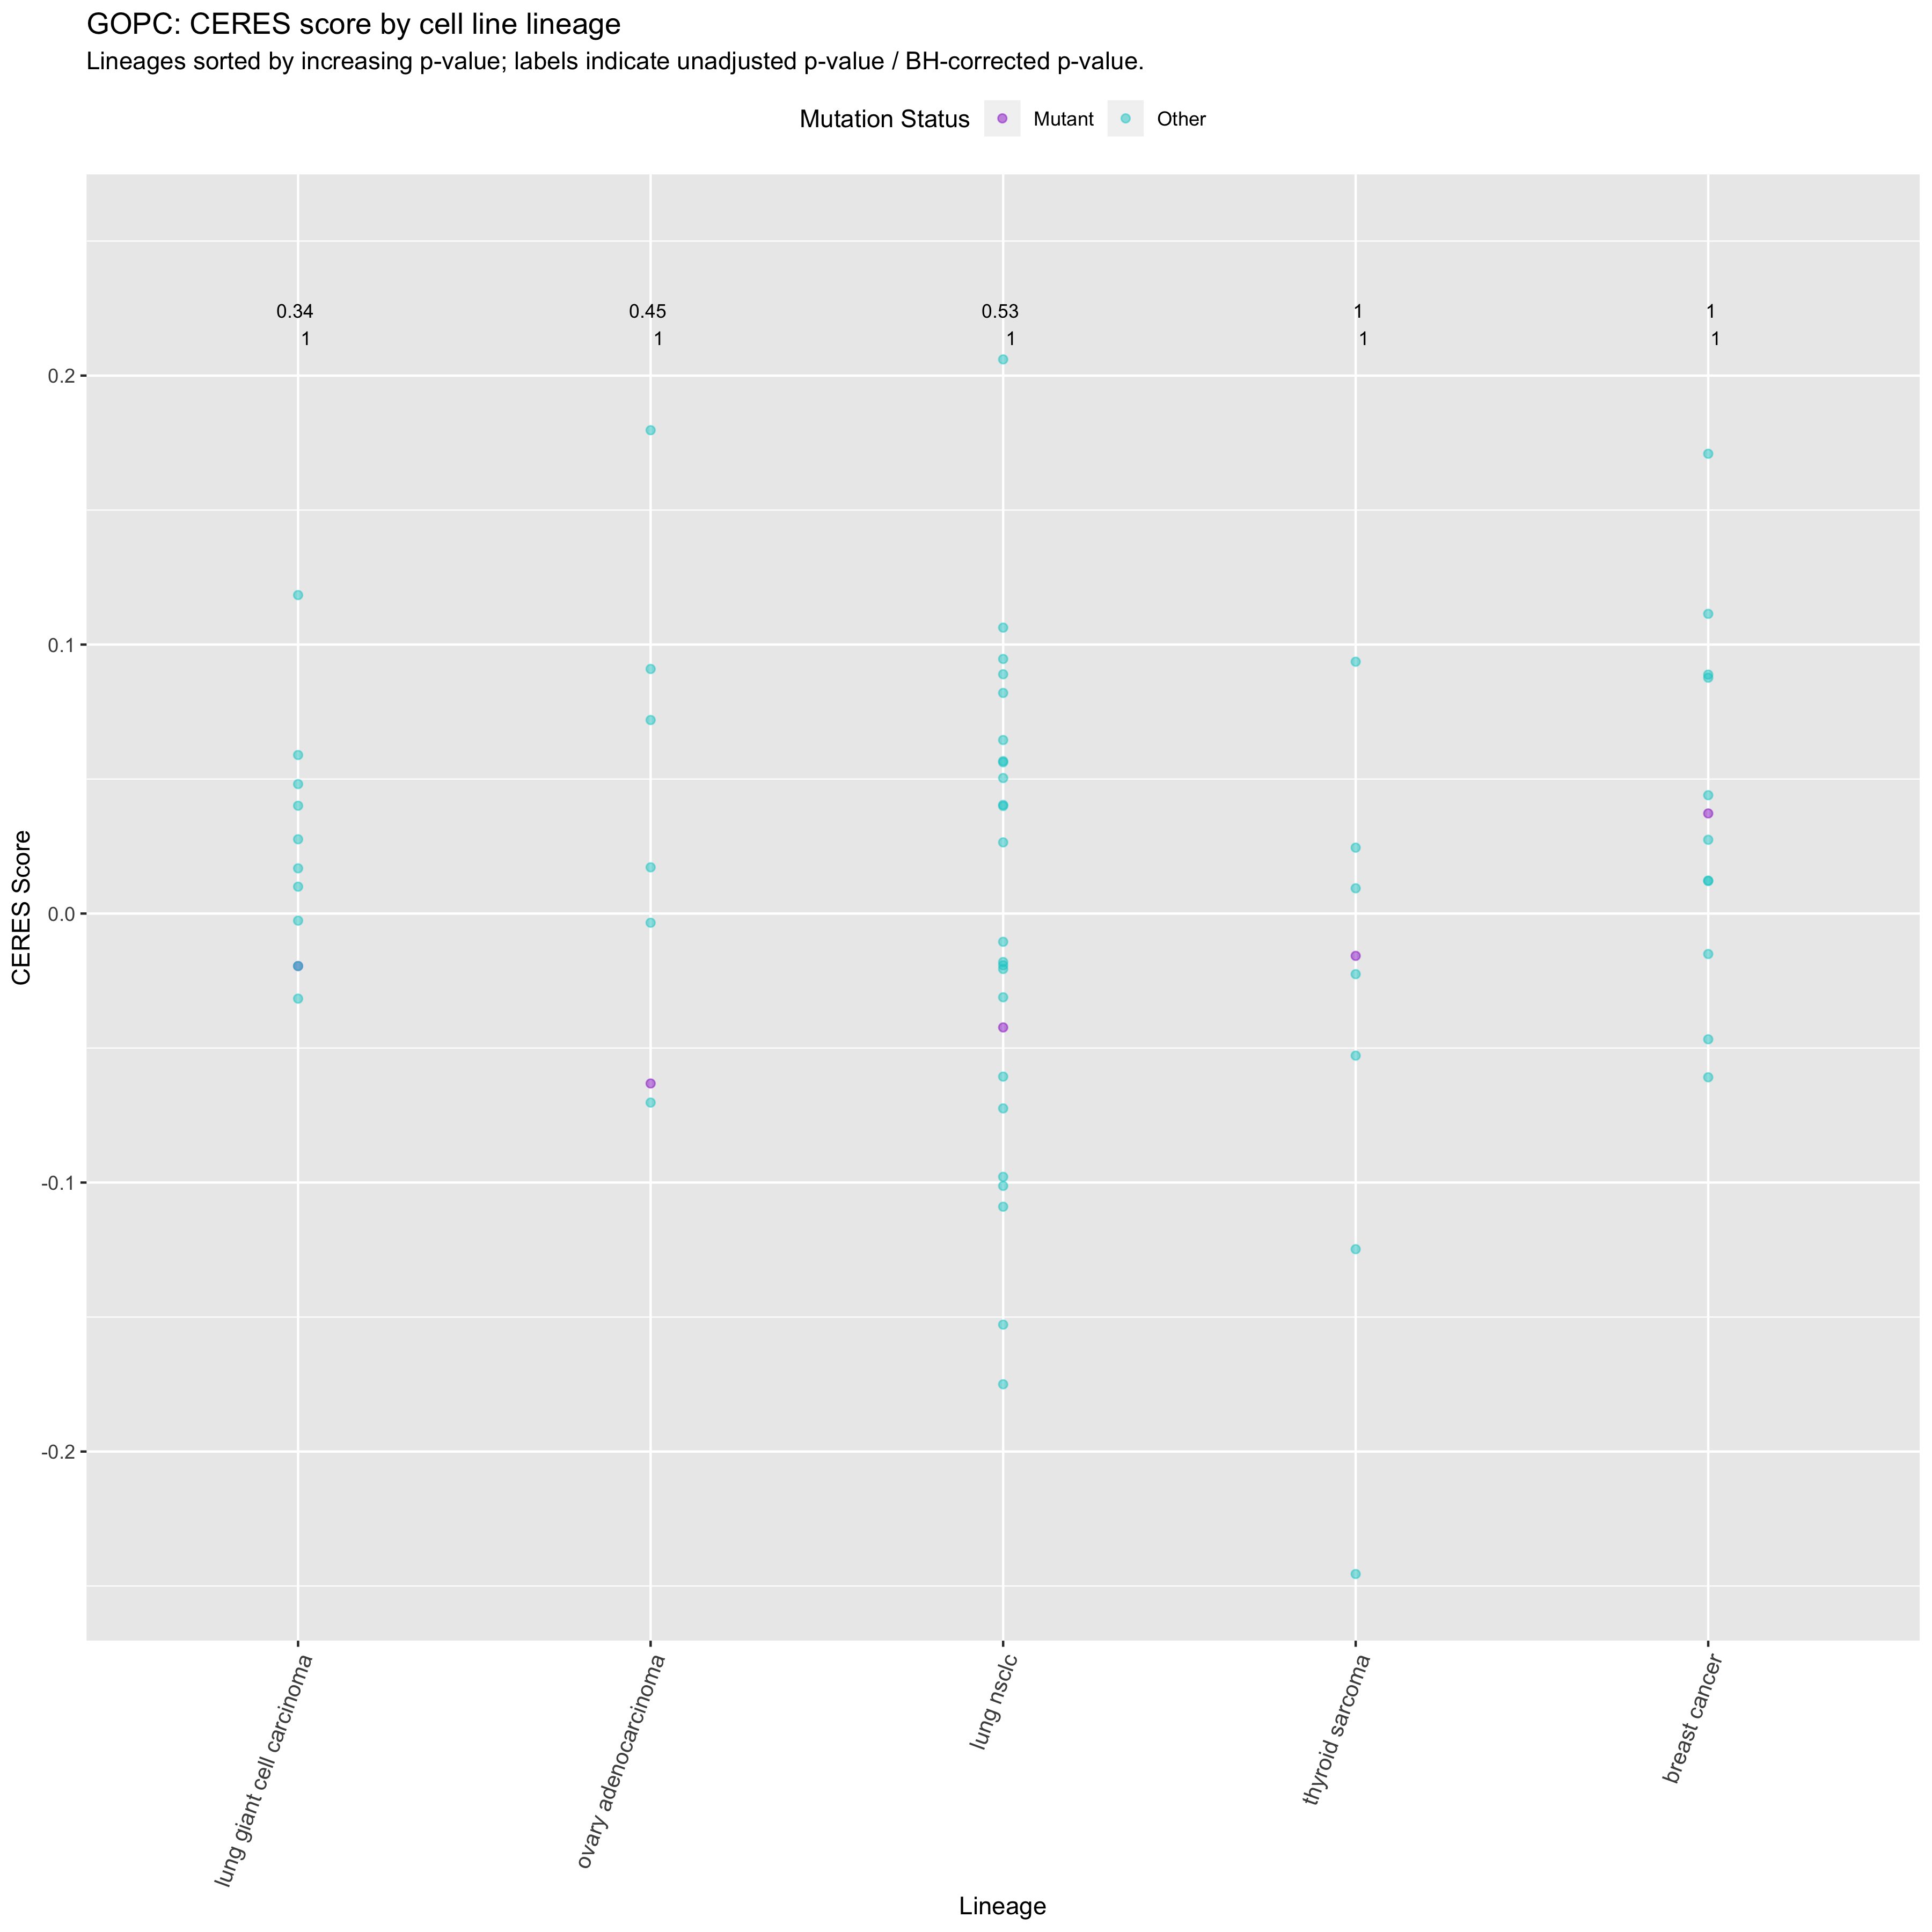 GOPC: CERES score by cell line lineage
Lineages sorted by increasing p-value; labels indicate unadjusted p-value / BH-corrected p-value.
Mutation Status Mutant Other
0.34 0.45 0.53 1 1
1 1 1 1 1
0.2
0.1
0.0
-0.1
-0.2
CERES Score
lung giant cell carcinoma
ovary adenocarcinoma
lung nsclc
thyroid sarcoma
breast cancer
Lineage